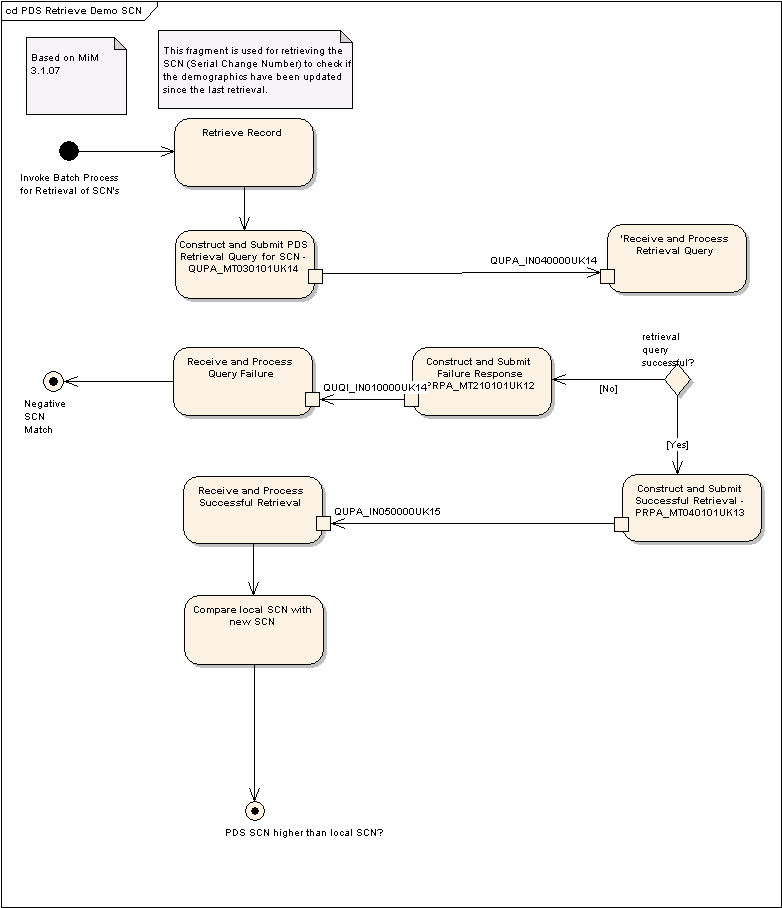 cd PDS Retrieve Demo SCN
Based on MiM
3.1.07
This fragment is used for retrieving the
SCN (Serial Change Number) to check if
the demographics have been updated
since the last retrieval.
Retrieve Record
Invoke Batch Process
for Retrieval of SCN's
Construct and Submit PDS
Retrieval Query for SCN -
QUPA_MT030101UK14
QUPA_IN040000UK14
'Receive and Process
Retrieval Query
retrieval
query
successful?
Receive and Process
Query Failure
QUQI_IN010000UK14
Construct and Submit
Failure Response
PRPA_MT210101UK12
[No]
Negative
SCN
Match
[Yes]
Receive and Process
Successful Retrieval
QUPA_IN050000UK15
Construct and Submit
Successful Retrieval -
PRPA_MT040101UK13
Compare local SCN with
new SCN
PDS SCN higher than local SCN?